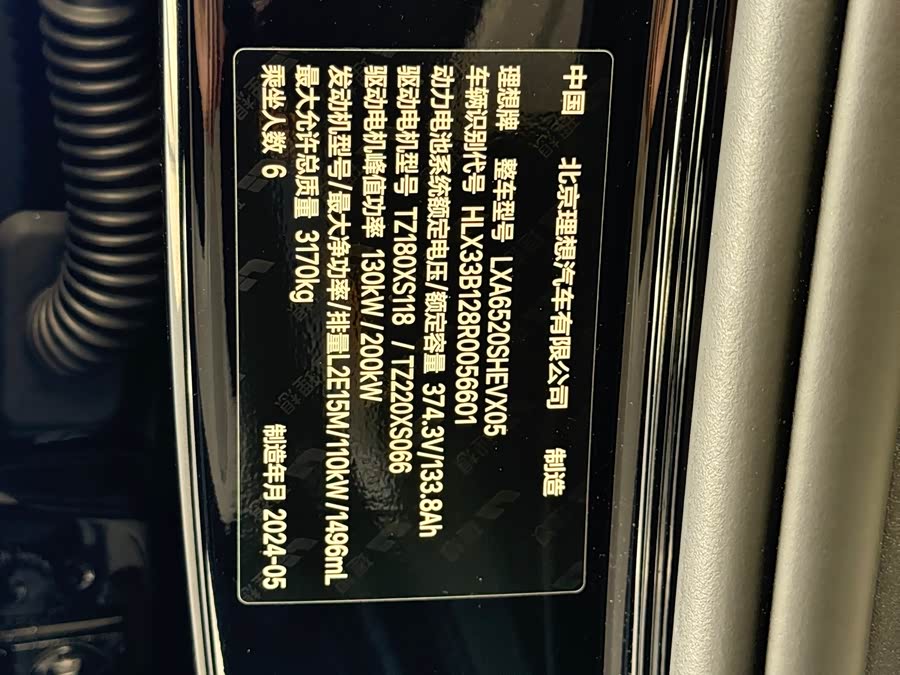 中国 北京理想汽车有限公司 制造
理想牌 整车型号 LXA6520SHEVX05
车辆识别代号 HLX33B128R0056601
动力电池系统额定电压/额定容量 374.3V/133.8Ah
驱动电机型号 TZ180XS118 / TZ220XS066
驱动电机峰值功率 130kW/200kW
发动机型号/最大净功率/排量L2E15M/110kW/1496mL
最大允许总质量 3170kg
乘坐人数 6 制造年月 2024-05